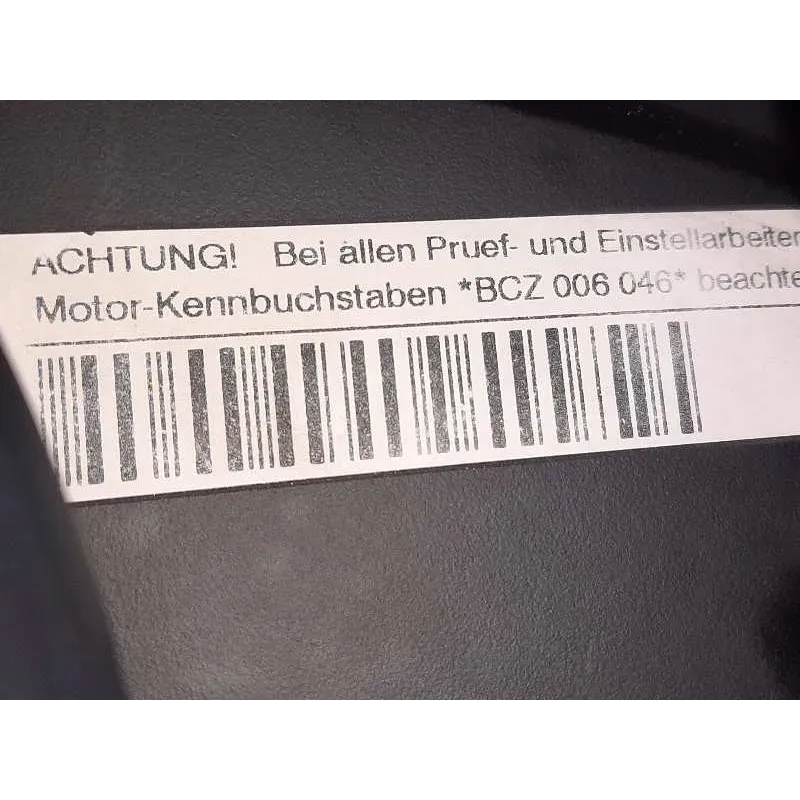 ACHTUNG! Bei allen Pruef- und Einstellarbeiten
Motor-Kennbuchstaben *BCZ 006 046* beachte